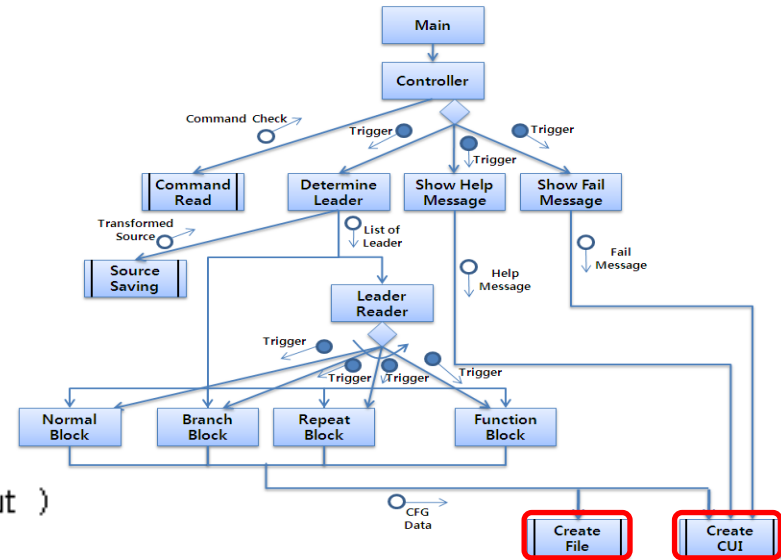 Main
Controller
Command Check
Trigger
Trigger
Trigger
Command
Read
Determine
Leader
Show Help
Message
Show Fail
Message
Transformed
Source
List of
Leader
Fail
Message
Source
Saving
Help
Message
Leader
Reader
Trigger
Trigger
Trigger
Trigger
Normal
Block
Branch
Block
Repeat
Block
Function
Block
ut )
CFG
Data
Create
File
Create
CUI